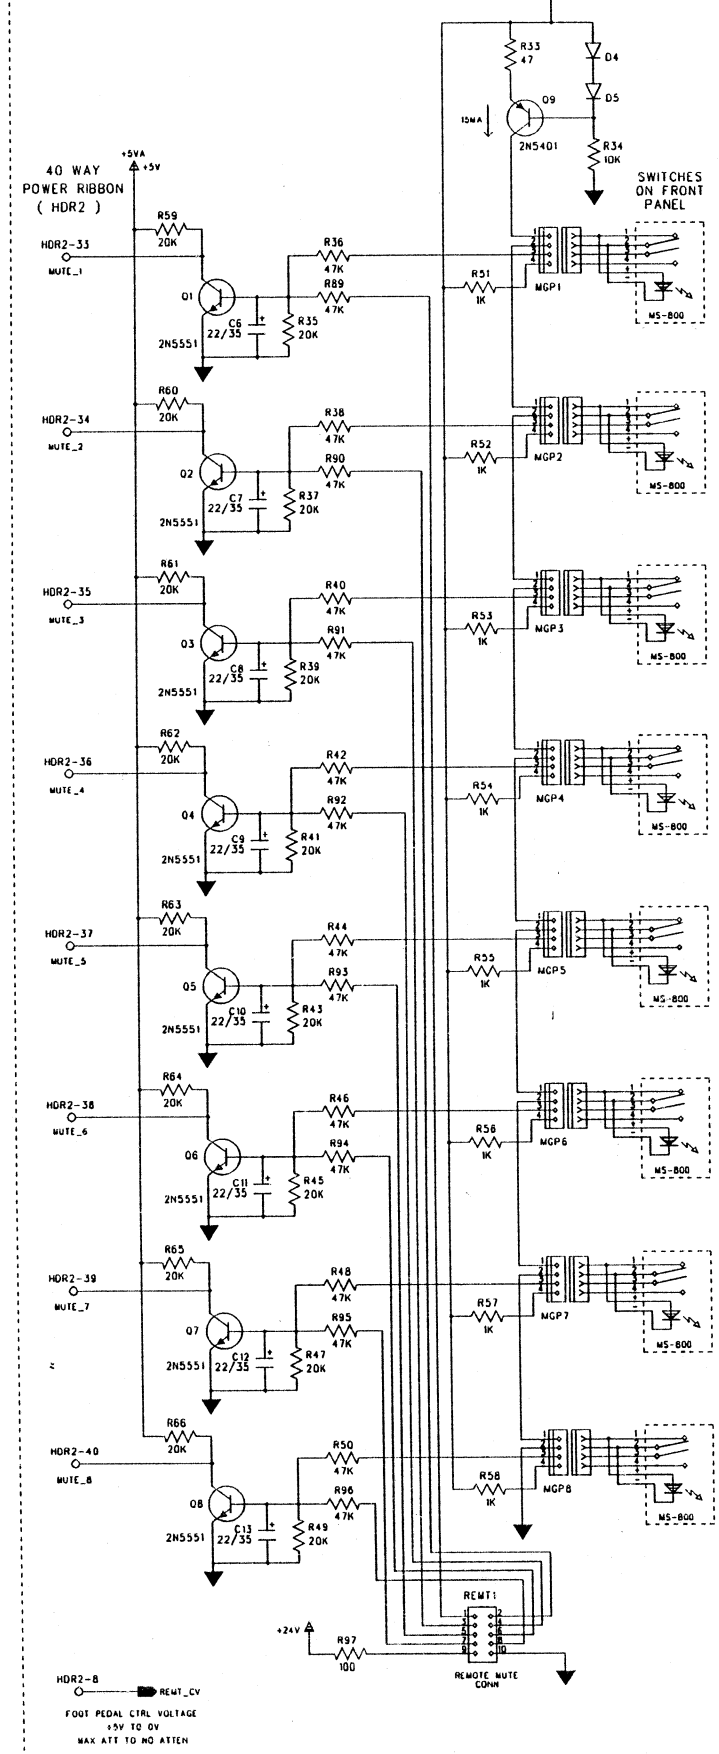 R33
47
D4
D5
Q9
15MA
2N5401
R34
10K
+5VA
+5V
40 WAY
POWER RIBBON
( HDR2 )
SWITCHES
ON FRONT
PANEL
R59
20K
HDR2-33
MUTE_1
R36
47K
R89
47K
R51
1K
MGP1
Q1
C6
22/35
R35
20K
2N5551
MS-800
R60
20K
HDR2-34
MUTE_2
R38
47K
R90
47K
R52
1K
MGP2
Q2
C7
22/35
R37
20K
2N5551
MS-800
R61
20K
HDR2-35
MUTE_3
R40
47K
R91
47K
R53
1K
MGP3
Q3
C8
22/35
R39
20K
2N5551
MS-800
R62
20K
HDR2-36
MUTE_4
R42
47K
R92
47K
R54
1K
MGP4
Q4
C9
22/35
R41
20K
2N5551
MS-800
R63
20K
HDR2-37
MUTE_5
R44
47K
R93
47K
R55
1K
MGP5
Q5
C10
22/35
R43
20K
2N5551
MS-800
R64
20K
HDR2-38
MUTE_6
R46
47K
R94
47K
R56
1K
MGP6
Q6
C11
22/35
R45
20K
2N5551
MS-800
R65
20K
HDR2-39
MUTE_7
R48
47K
R95
47K
R57
1K
MGP7
Q7
C12
22/35
R47
20K
2N5551
MS-800
R66
20K
HDR2-40
MUTE_8
R50
47K
R96
47K
R58
1K
MGP8
Q8
C13
22/35
R49
20K
2N5551
MS-800
REMT1
1 2
3 4
5 6
7 8
9 10
+24V
R97
100
REMOTE MUTE
CONN
HDR2-8
REMT_CV
FOOT PEDAL CTRL VOLTAGE
+5V TO 0V
MAX ATT TO NO ATTEN